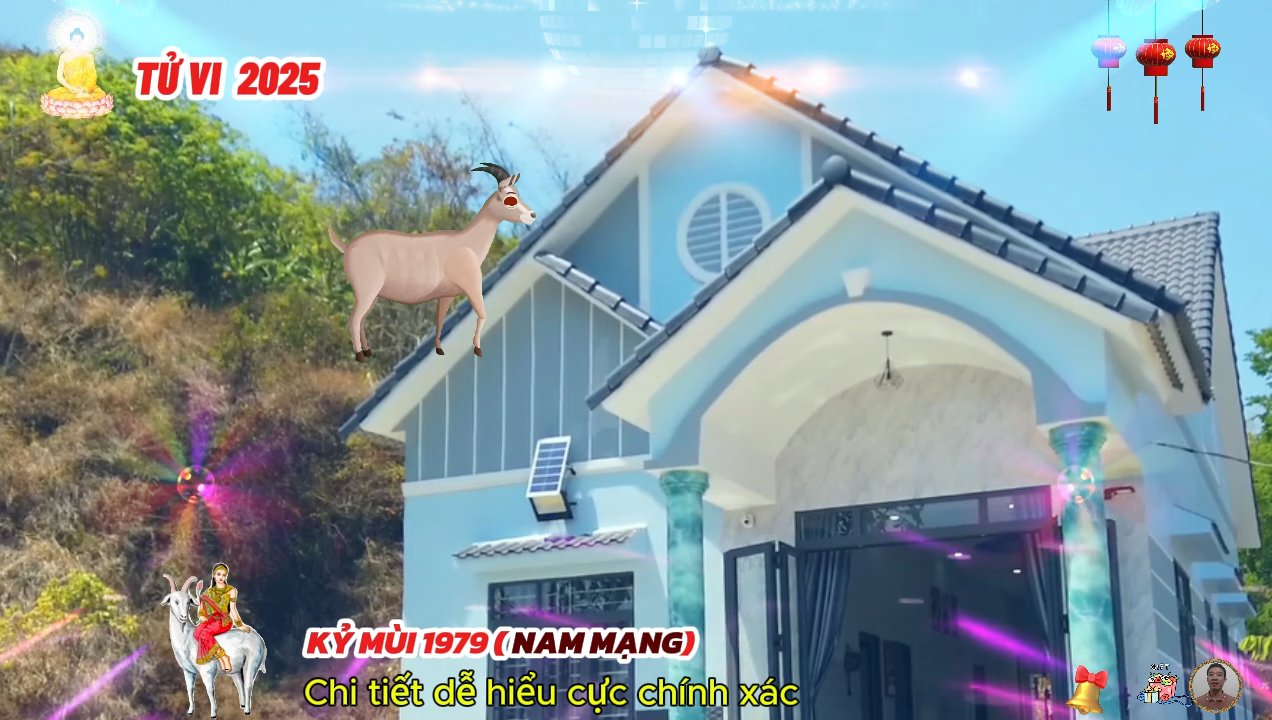 TỬ VI 2025
KỶ MÙI 1979 ( NAM MẠNG)
Chi tiết dễ hiểu cực chính xác